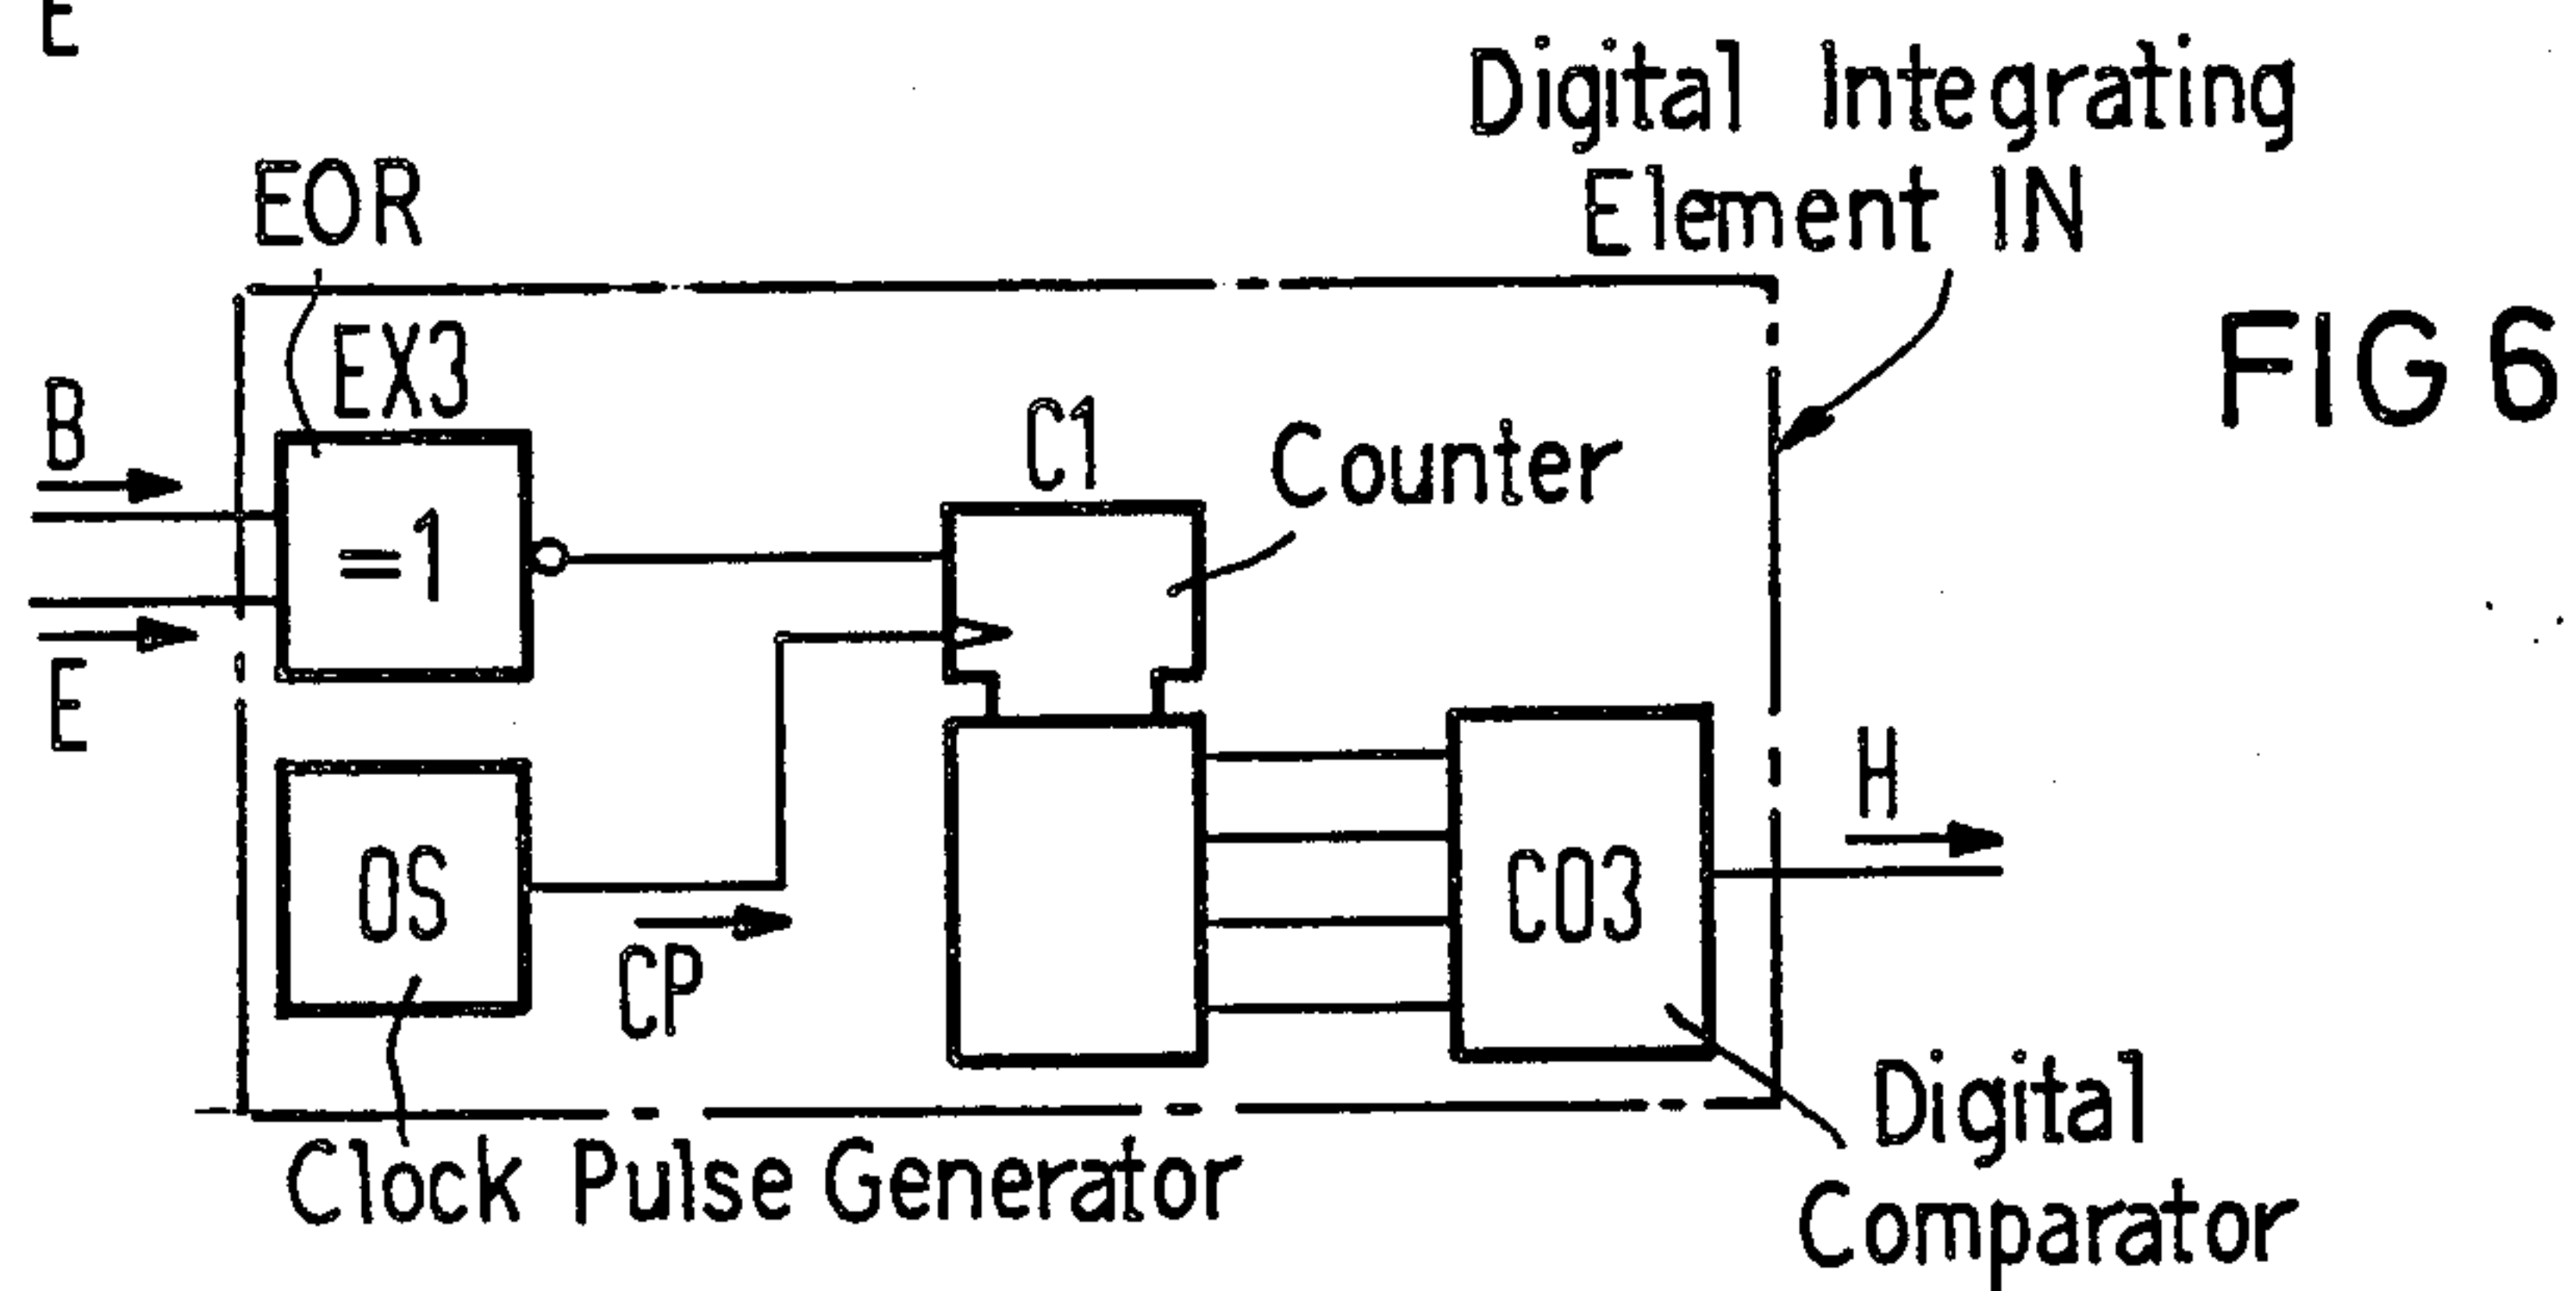 E
Digital Integrating
Element IN
EOR
FIG 6
EX3
B
C1
Counter
=1
E
H
OS
CO3
CP
Digital
Comparator
Clock Pulse Generator